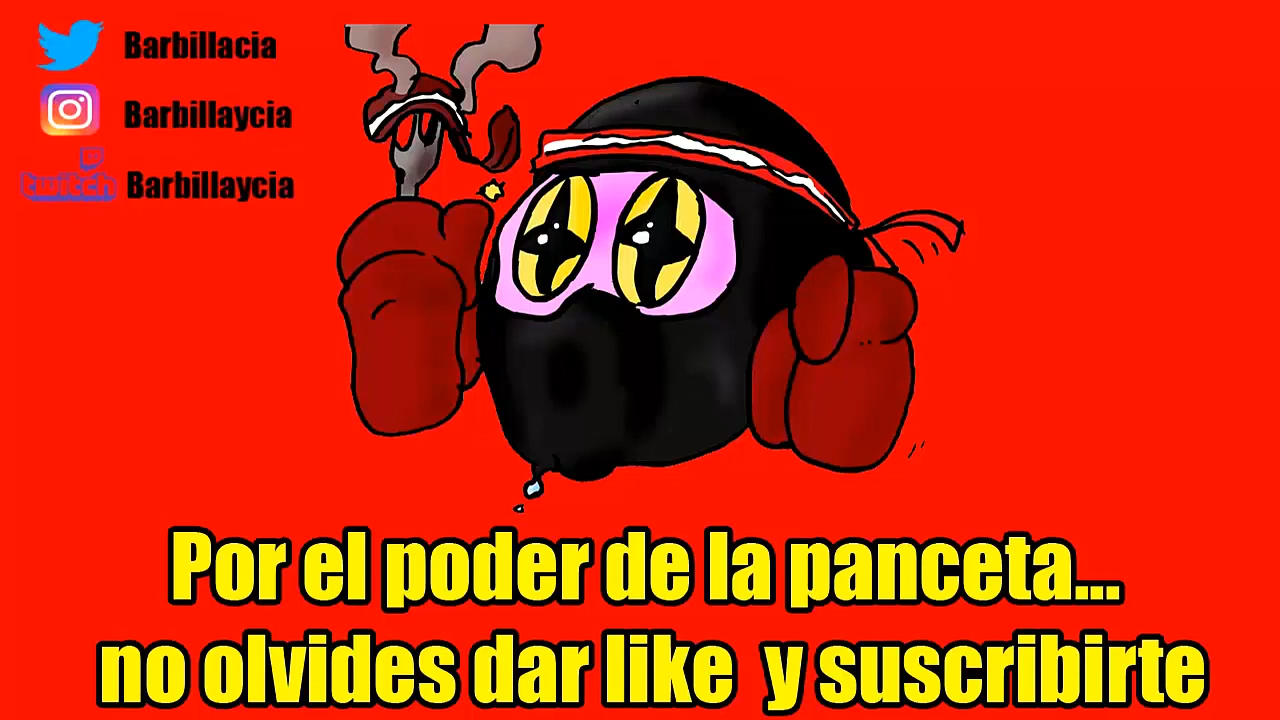 Barbillacia
Barbillaycia
twitch Barbillaycia
Por el poder de la panceta...
no olvides dar like y suscribirte